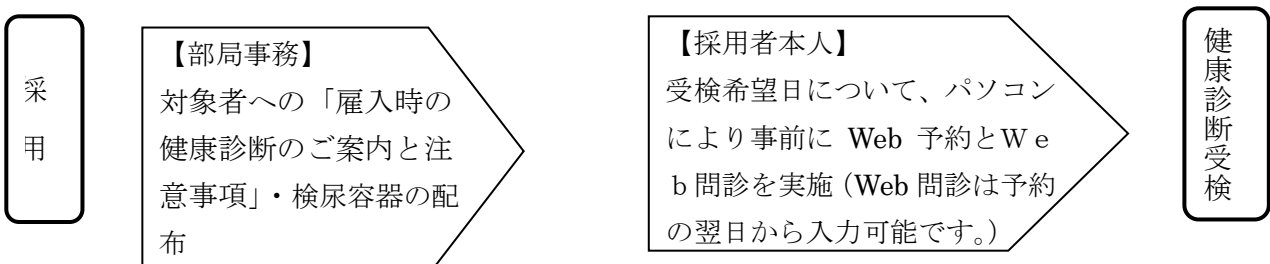 採用
【部局事務】
対象者への「雇入時の
健康診断のご案内と注
意事項」・検尿容器の配
布
【採用者本人】
受検希望日について、パソコン
により事前に Web 予約とWe
b問診を実施(Web 問診は予約
の翌日から入力可能です。)
健康診断受検